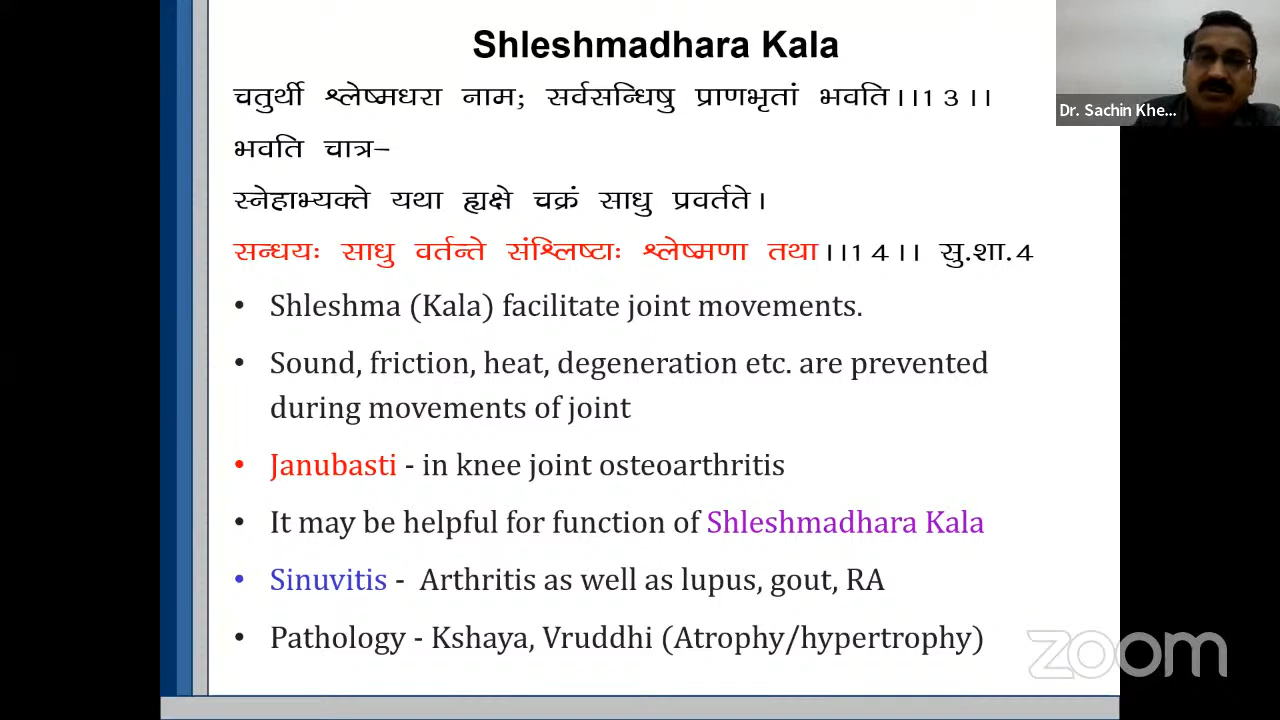 Shleshmadhara Kala
चतुर्थी श्लेष्मधरा नाम; सर्वसन्धिषु प्राणभृतां भवति।।13।।
भवति चात्र–
स्नेहाभ्यक्ते यथा ह्यक्षे चक्रं साधु प्रवर्तते।
सन्धयः साधु वर्तन्ते संश्लिष्टाः श्लेष्मणा तथा।।14।। सु.शा.4
• Shleshma (Kala) facilitate joint movements.
• Sound, friction, heat, degeneration etc. are prevented
during movements of joint
• Janubasti - in knee joint osteoarthritis
• It may be helpful for function of Shleshmadhara Kala
• Sinuvitis - Arthritis as well as lupus, gout, RA
• Pathology - Kshaya, Vruddhi (Atrophy/hypertrophy)
Dr. Sachin Khe...
zoom